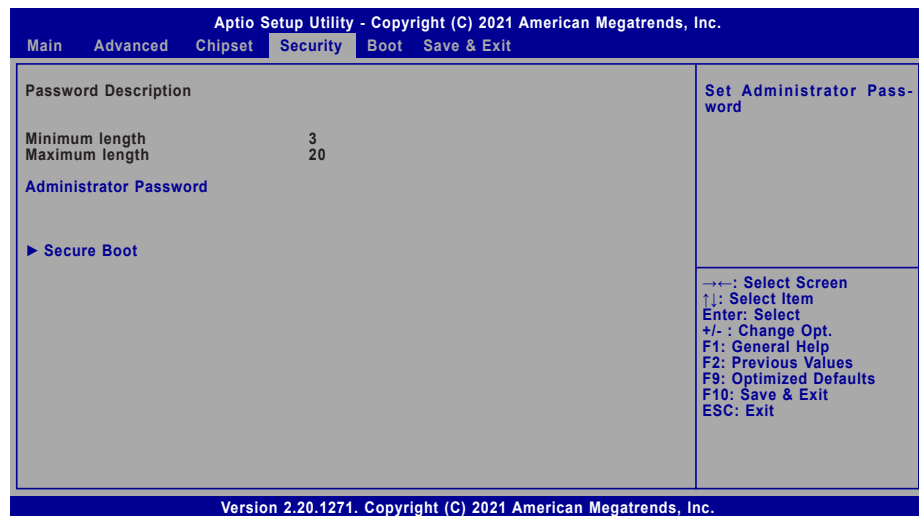 Aptio Setup Utility - Copyright (C) 2021 American Megatrends, Inc.
Main Advanced Chipset Security Boot Save & Exit
Password Description
Minimum length 3
Maximum length 20
Administrator Password
► Secure Boot
Set Administrator Pass-
word
→←: Select Screen
↑↓: Select Item
Enter: Select
+/- : Change Opt.
F1: General Help
F2: Previous Values
F9: Optimized Defaults
F10: Save & Exit
ESC: Exit
Version 2.20.1271. Copyright (C) 2021 American Megatrends, Inc.